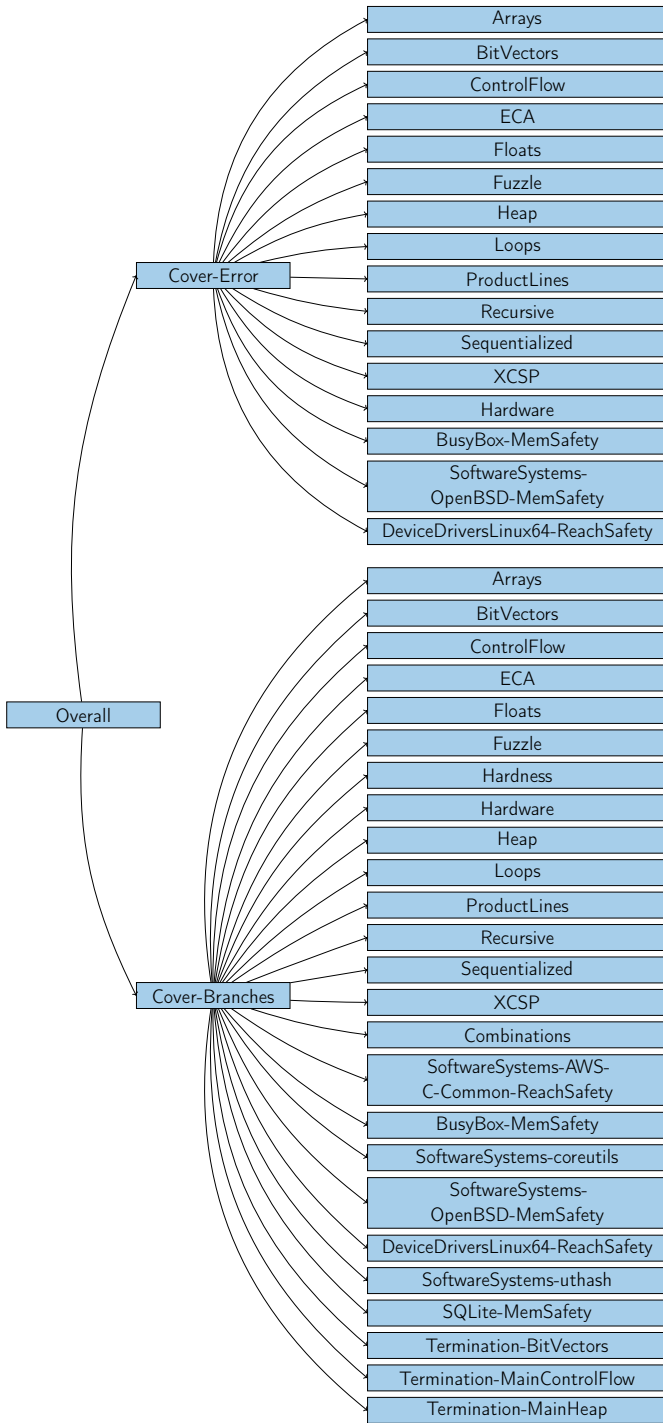 Arrays
BitVectors
ControlFlow
ECA
Floats
Fuzzle
Heap
Loops
Cover-Error
ProductLines
Recursive
Sequentialized
XCSP
Hardware
BusyBox-MemSafety
SoftwareSystems-
OpenBSD-MemSafety
DeviceDriversLinux64-ReachSafety
Arrays
BitVectors
ControlFlow
ECA
Overall
Floats
Fuzzle
Hardness
Hardware
Heap
Loops
ProductLines
Recursive
Sequentialized
Cover-Branches
XCSP
Combinations
SoftwareSystems-AWS-
C-Common-ReachSafety
BusyBox-MemSafety
SoftwareSystems-coreutils
SoftwareSystems-
OpenBSD-MemSafety
DeviceDriversLinux64-ReachSafety
SoftwareSystems-uthash
SQLite-MemSafety
Termination-BitVectors
Termination-MainControlFlow
Termination-MainHeap